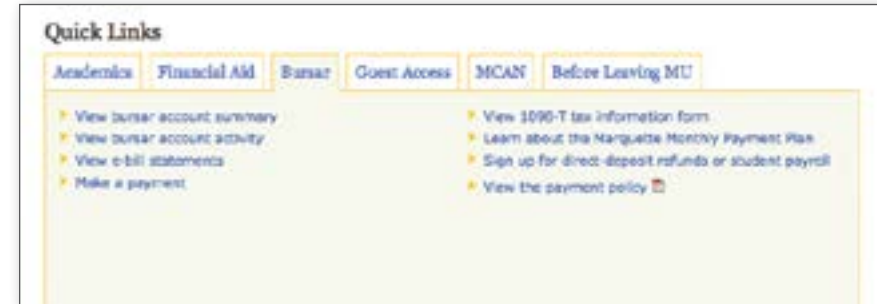 Quick Links
Academics Financial Aid Bursar Guest Access MCAN Before Leaving MU
View bursar account summary
View bursar account activity
View e-bill statements
Make a payment
View 1098-T tax information form
Learn about the Marquette Monthly Payment Plan
Sign up for direct deposit refunds or student payroll
View the payment policy